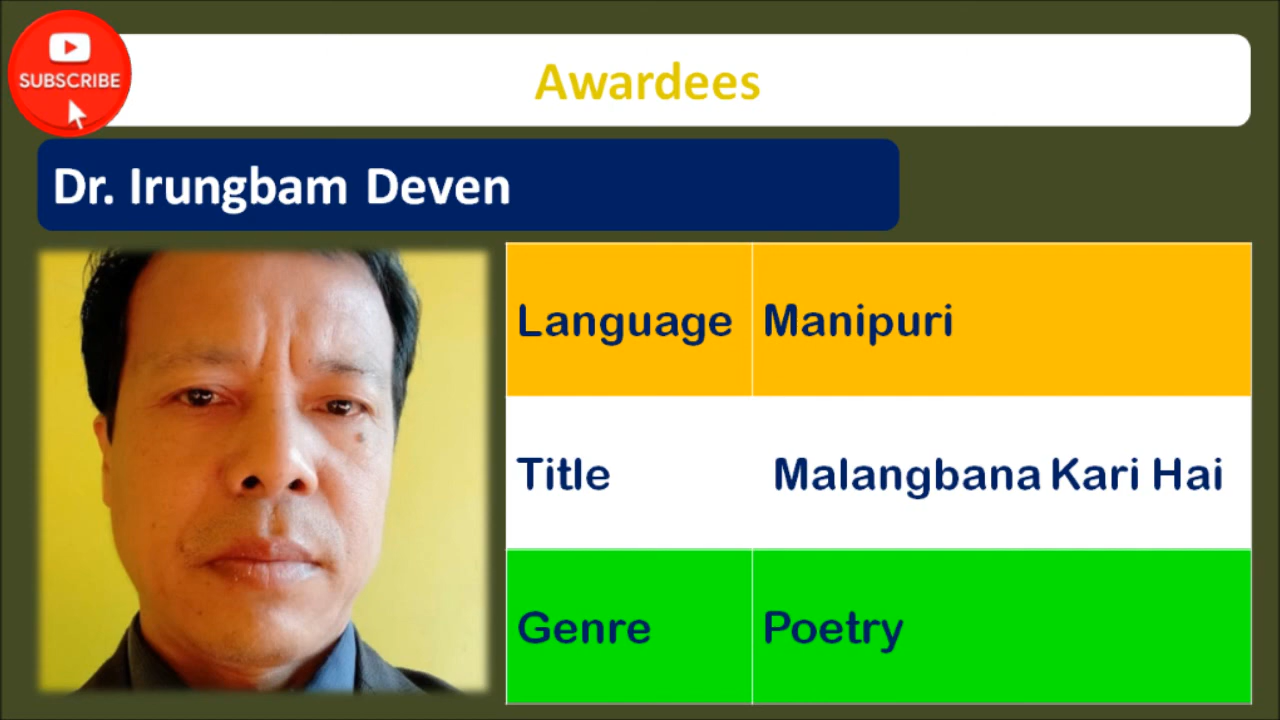 SUBSCRIBE
Awardees
Dr. Irungbam Deven
Language Manipuri
Title Malangbana Kari Hai
Genre Poetry